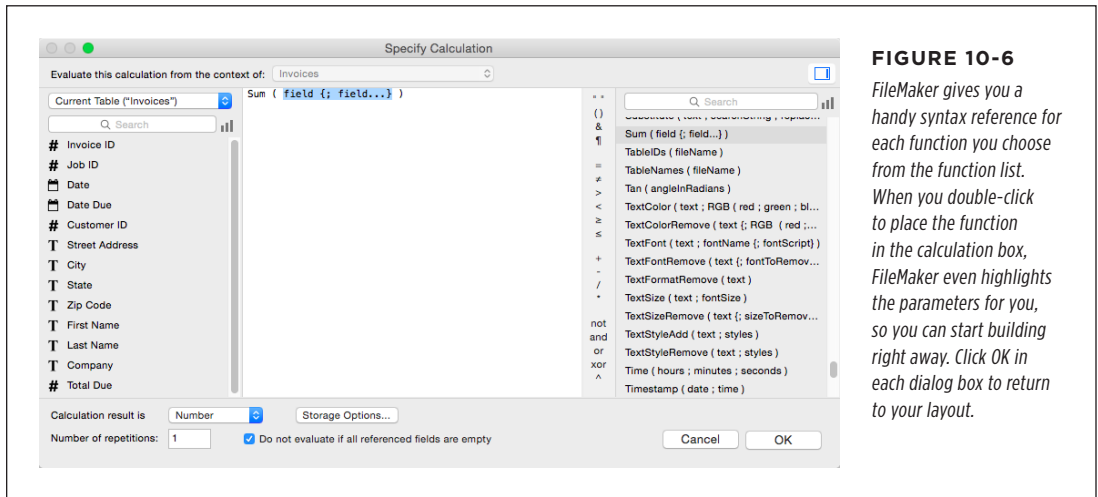 Specify Calculation
Evaluate this calculation from the context of: Invoices
Current Table ("Invoices")
Search
# Invoice ID
# Job ID
Date
Date Due
# Customer ID
T Street Address
T City
T State
T Zip Code
T First Name
T Last Name
T Company
# Total Due
Sum ( field {; field...} )
" "
()
&
¶
=
≠
>
<
≥
≤
+
-
/
*
not
and
or
xor
^
Search
Sum ( field {; field...} )
TableIDs ( fileName )
TableNames ( fileName )
Tan ( angleInRadians )
TextColor ( text ; RGB ( red ; green ; bl...
TextColorRemove ( text {; RGB ( red ;...
TextFont ( text ; fontName {; fontScript} )
TextFontRemove ( text {; fontToRemov...
TextFormatRemove ( text )
TextSize ( text ; fontSize )
TextSizeRemove ( text {; sizeToRemov...
TextStyleAdd ( text ; styles )
TextStyleRemove ( text ; styles )
Time ( hours ; minutes ; seconds )
Timestamp ( date ; time )
Calculation result is Number Storage Options...
Number of repetitions: 1 Do not evaluate if all referenced fields are empty
Cancel OK
FIGURE 10-6
FileMaker gives you a
handy syntax reference for
each function you choose
from the function list.
When you double-click
to place the function
in the calculation box,
FileMaker even highlights
the parameters for you,
so you can start building
right away. Click OK in
each dialog box to return
to your layout.